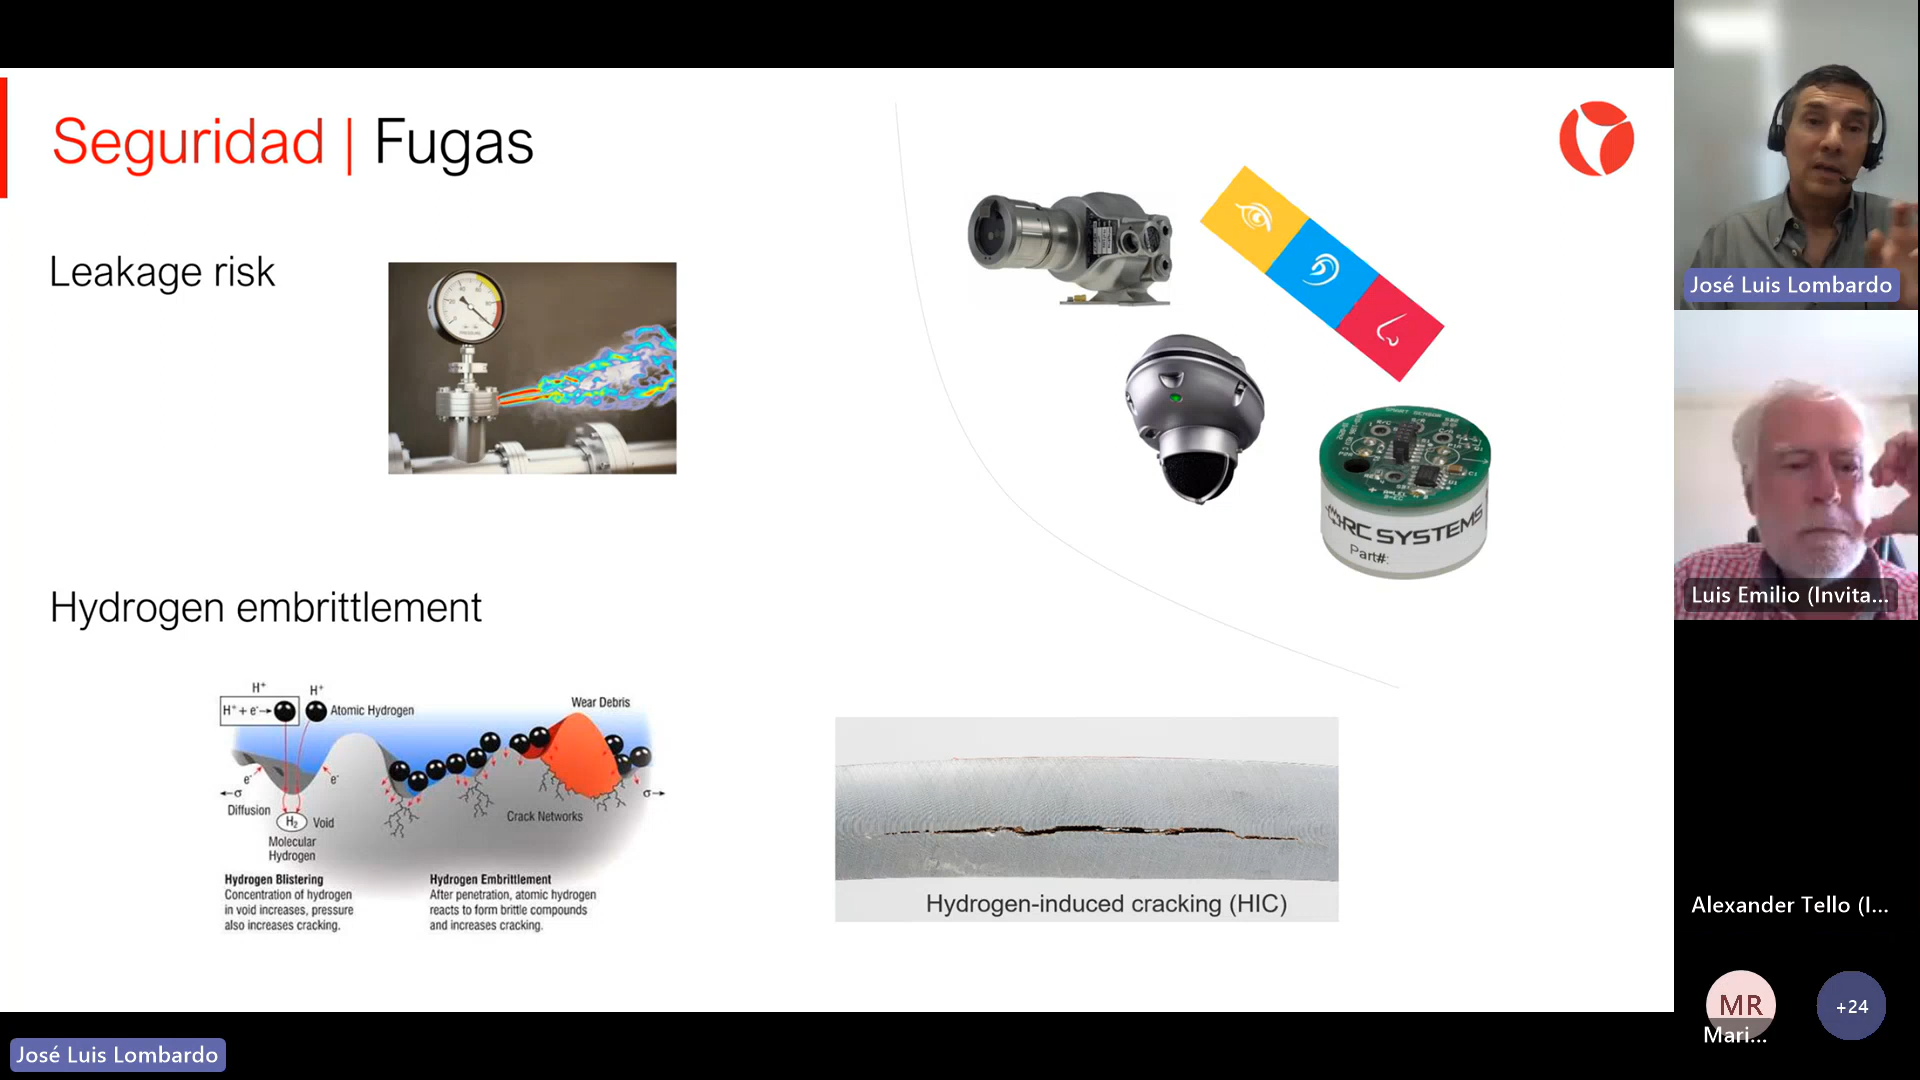 Seguridad | Fugas
Leakage risk
PRESSURE
RC SYSTEMS
Part#:
Hydrogen embrittlement
H⁺
H⁺
H⁺ + e⁻→
Atomic Hydrogen
Wear Debris
e⁻
e⁻
←σ
σ→
Diffusion
H₂
Void
Crack Networks
Molecular
Hydrogen
Hydrogen Blistering
Concentration of hydrogen
in void increases, pressure
also increases cracking.
Hydrogen Embrittlement
After penetration, atomic hydrogen
reacts to form brittle compounds
and increases cracking.
Hydrogen-induced cracking (HIC)
José Luis Lombardo
Luis Emilio (Invita...
Alexander Tello (I...
MR
Mari...
+24
José Luis Lombardo